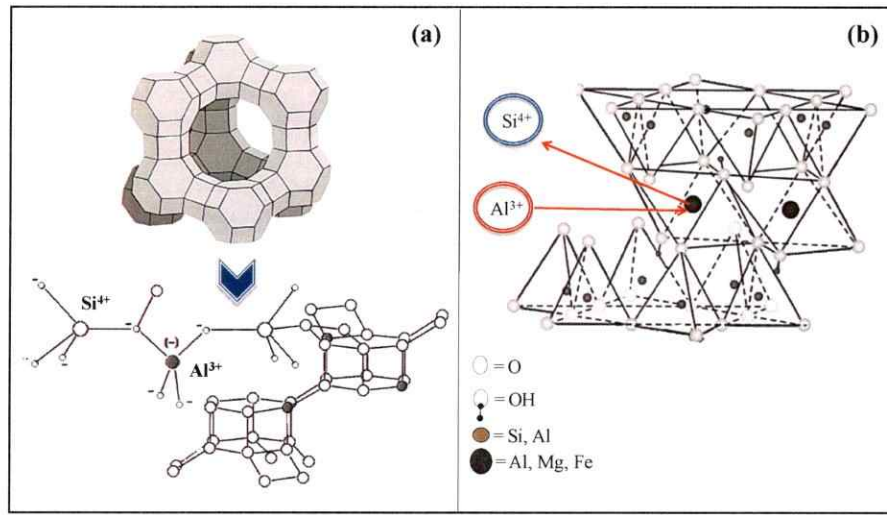 (a)
Si⁴⁺
(-)
Al³⁺
(b)
Si⁴⁺
Al³⁺
= O
= OH
= Si, Al
= Al, Mg, Fe